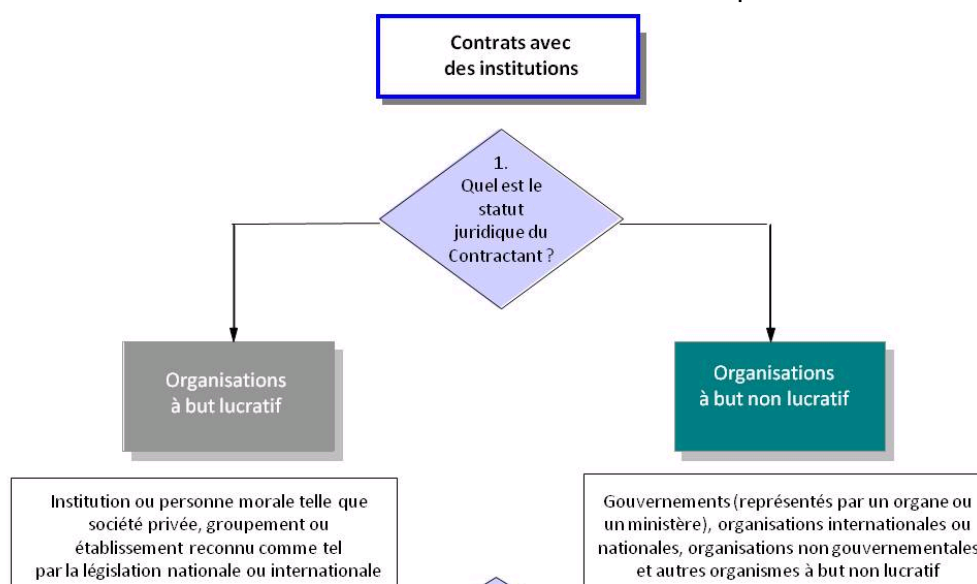 Contrats avec
des institutions
1.
Quel est le
statut
juridique du
Contractant ?
Organisations
à but lucratif
Organisations
à but non lucratif
Institution ou personne morale telle que
société privée, groupement ou
établissement reconnu comme tel
par la législation nationale ou internationale
Gouvernements (représentés par un organe ou
un ministère), organisations internationales ou
nationales, organisations non gouvernementales
et autres organismes à but non lucratif